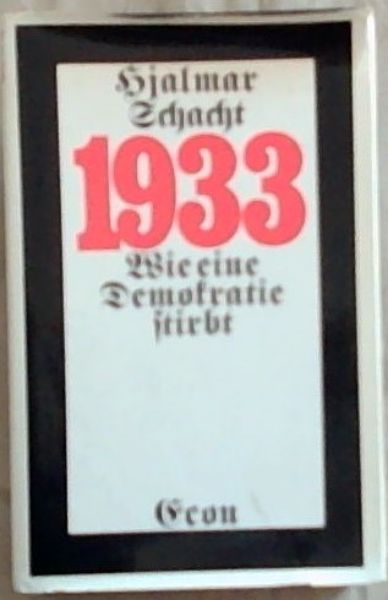 Hjalmar
Schacht
1933
Wie eine
Demokratie
stirbt
Econ